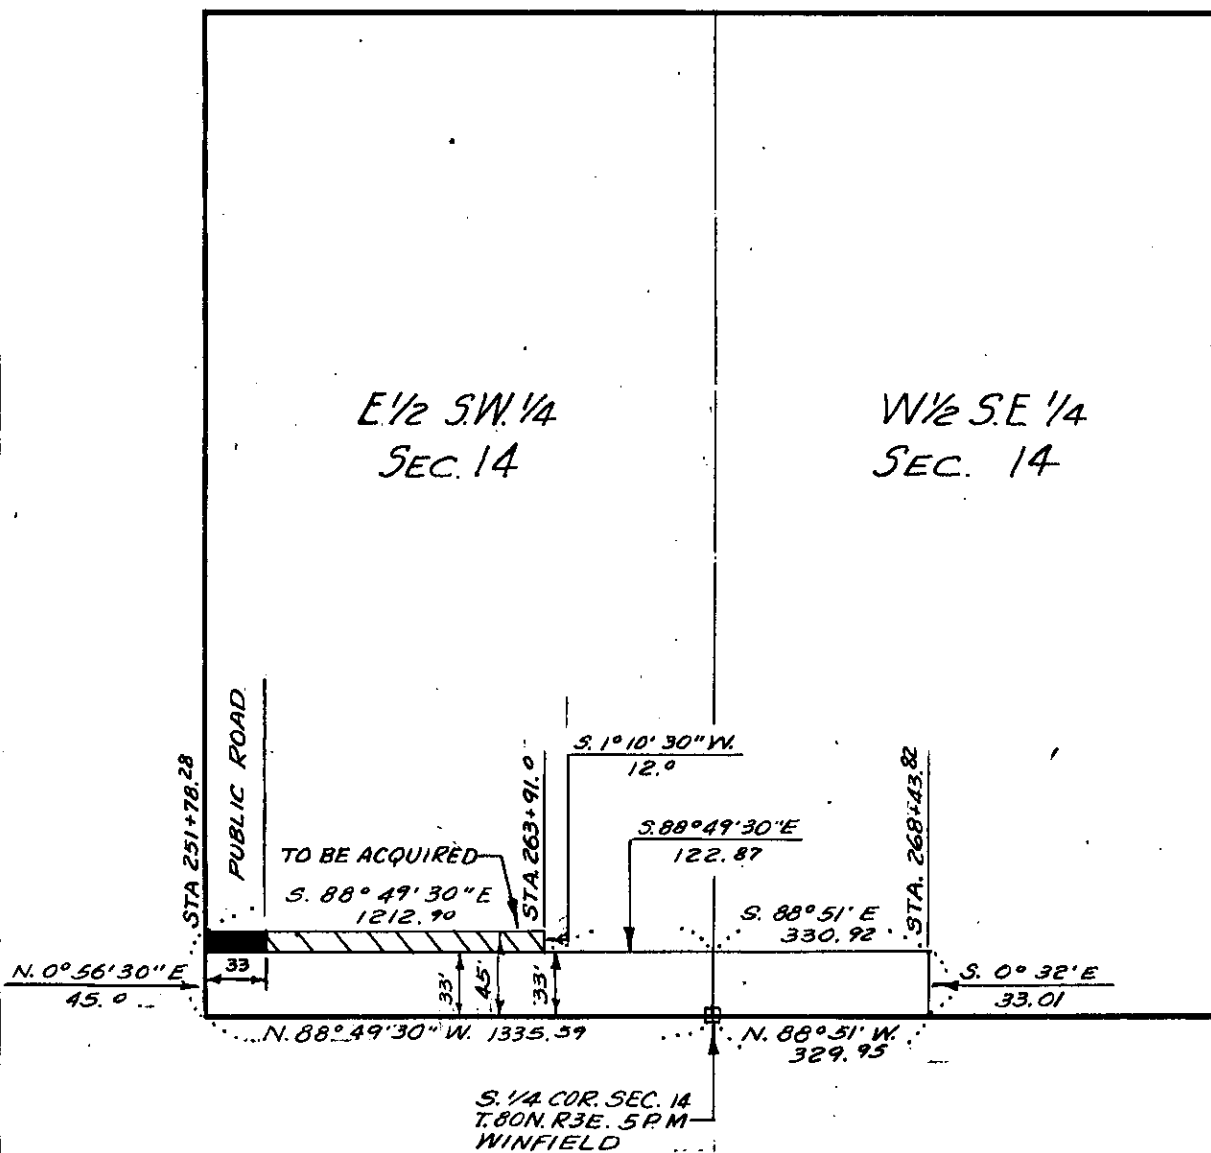 E.1/2 S.W.1/4
SEC. 14
W1/2 S.E 1/4
SEC. 14
STA 251+78.28
PUBLIC ROAD
STA. 263+91.0
S. 1° 10' 30" W.
12.0
S.88°49'30"E
122.87
STA. 268+43.82
TO BE ACQUIRED
S. 88° 49' 30" E
1212.90
S. 88° 51' E
330.92
N. 0° 56' 30" E
45.0
33
33'
45'
33'
S. 0° 32' E
33.01
N. 88° 49' 30" W. 1335.59
N. 88° 51' W.
329.95
S. 1/4 COR. SEC. 14
T.80N. R3E. 5 P.M
WINFIELD